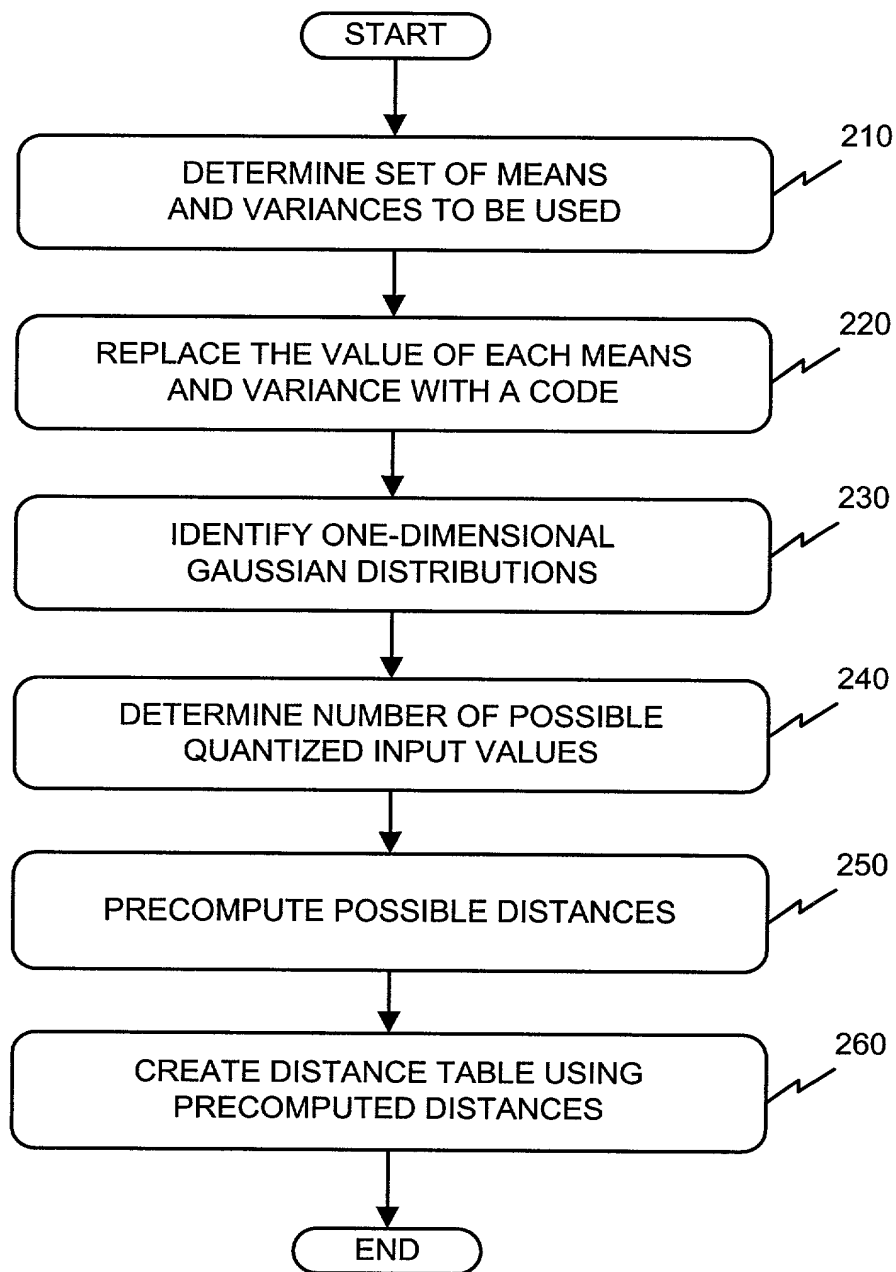 START
210
DETERMINE SET OF MEANS
AND VARIANCES TO BE USED
220
REPLACE THE VALUE OF EACH MEANS
AND VARIANCE WITH A CODE
230
IDENTIFY ONE-DIMENSIONAL
GAUSSIAN DISTRIBUTIONS
240
DETERMINE NUMBER OF POSSIBLE
QUANTIZED INPUT VALUES
250
PRECOMPUTE POSSIBLE DISTANCES
260
CREATE DISTANCE TABLE USING
PRECOMPUTED DISTANCES
END